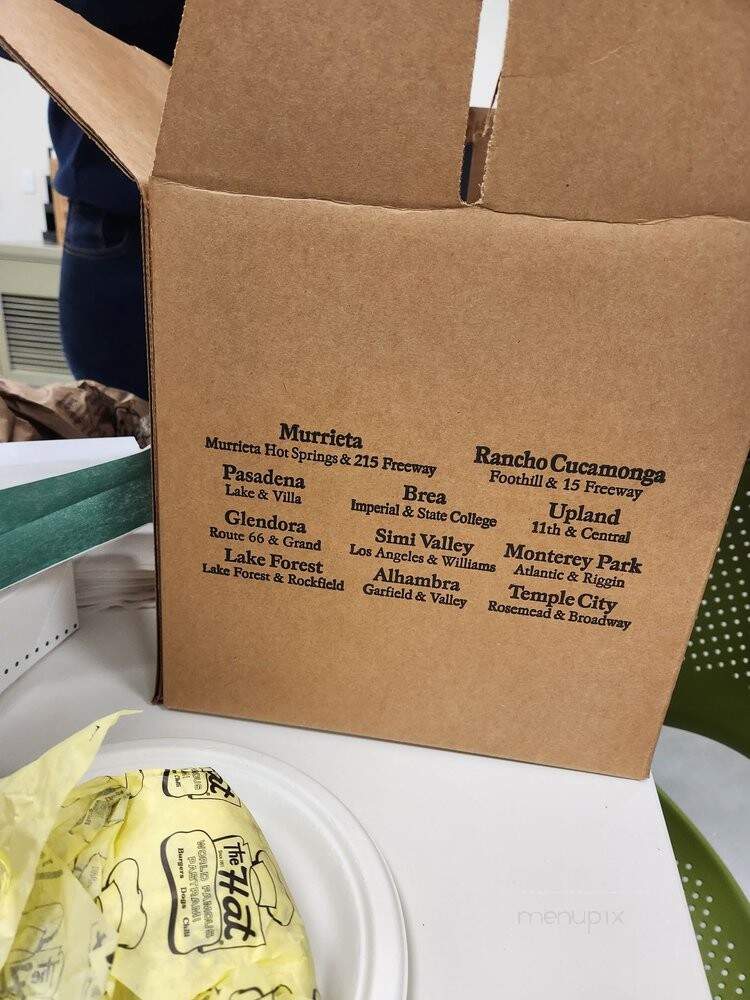 Murrieta
Murrieta Hot Springs & 215 Freeway
Rancho Cucamonga
Foothill & 15 Freeway
Pasadena
Lake & Villa
Brea
Imperial & State College
Upland
11th & Central
Glendora
Route 66 & Grand
Simi Valley
Los Angeles & Williams
Monterey Park
Atlantic & Riggin
Lake Forest
Lake Forest & Rockfield
Alhambra
Garfield & Valley
Temple City
Rosemead & Broadway
The Hat
WORLD FAMOUS
PASTRAMI
Burgers Dogs Chili
menupix